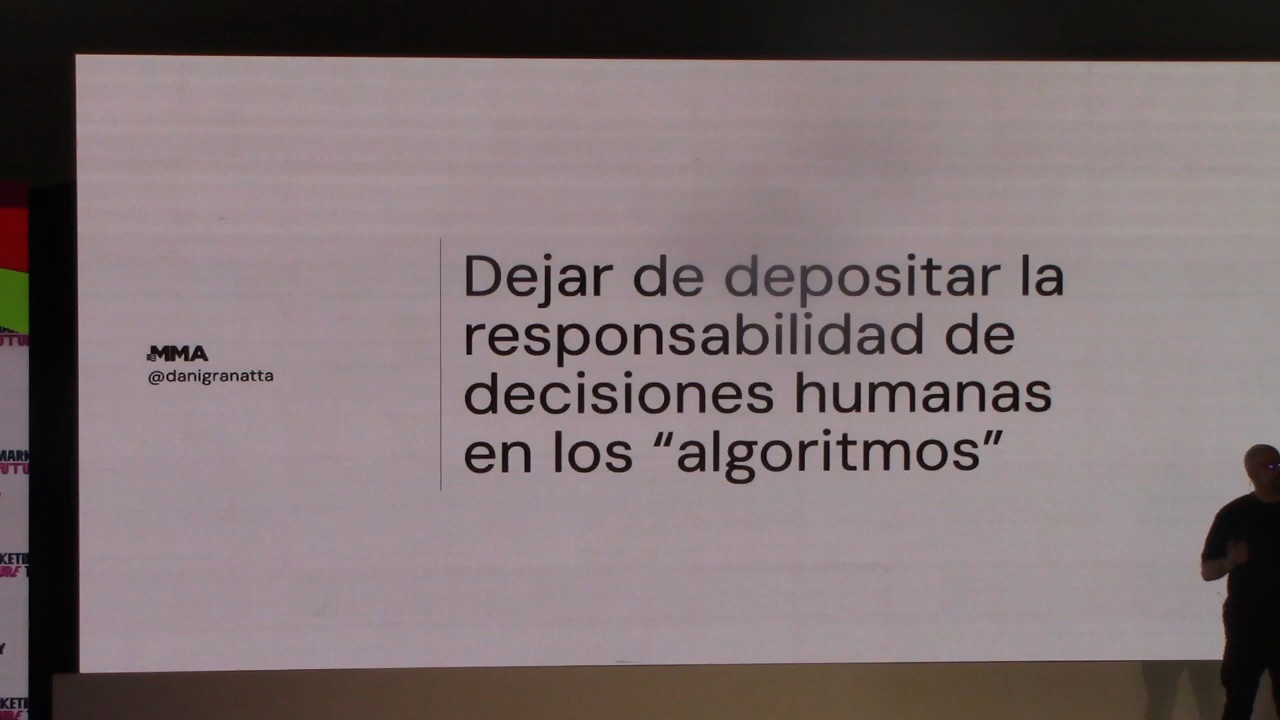 MMA
@danigranatta
Dejar de depositar la
responsabilidad de
decisiones humanas
en los “algoritmos”